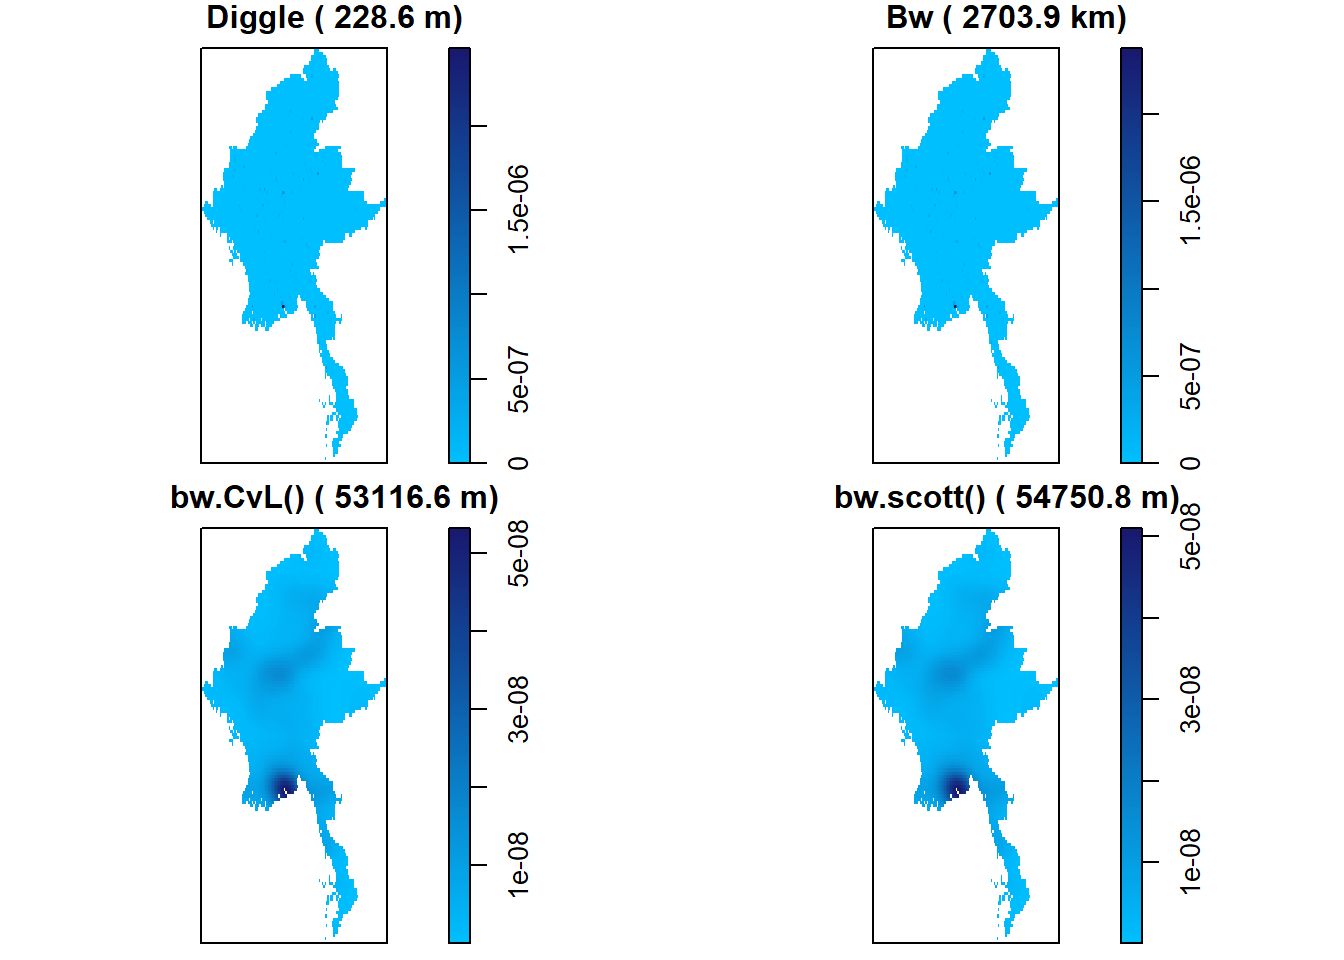 Diggle ( 228.6 m)
1.5e-06
5e-07
0
Bw ( 2703.9 km)
1.5e-06
5e-07
0
bw.CvL() ( 53116.6 m)
5e-08
3e-08
1e-08
bw.scott() ( 54750.8 m)
5e-08
3e-08
1e-08